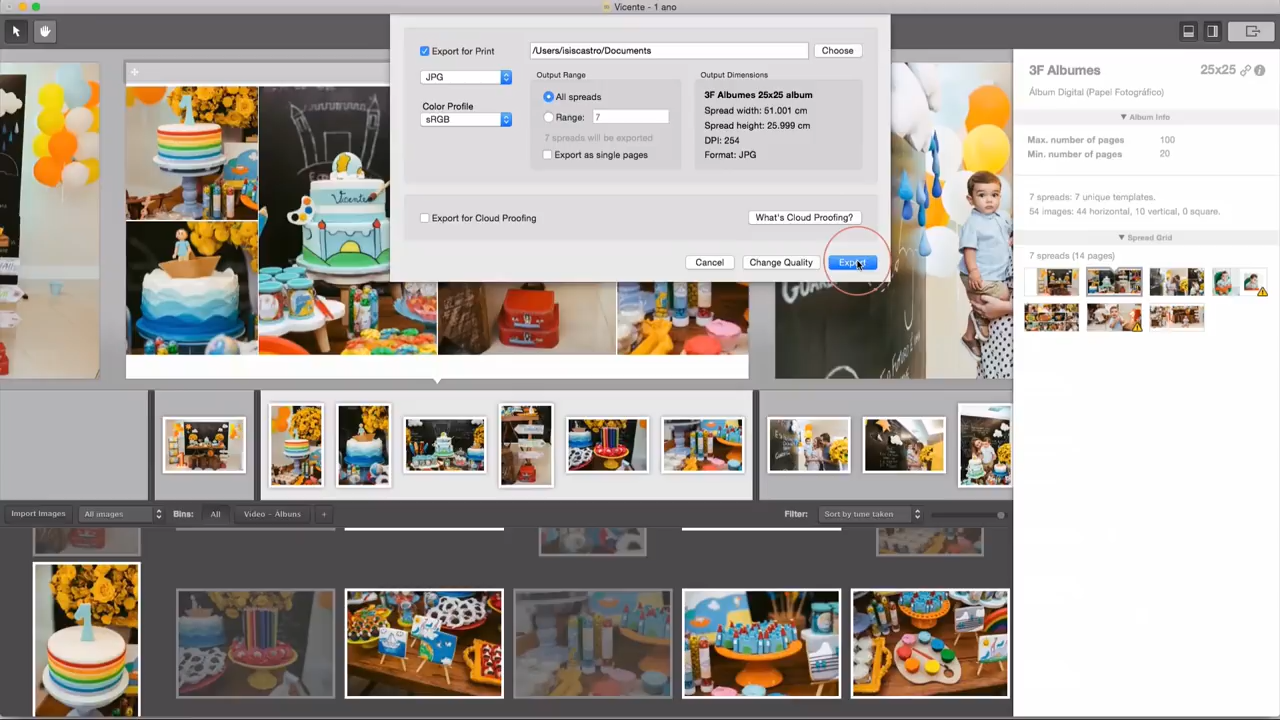 Vicente - 1 ano
Export for Print
/Users/isiscastro/Documents
Choose
JPG
Color Profile
sRGB
Output Range
All spreads
Range:
7
7 spreads will be exported
Export as single pages
Output Dimensions
3F Albumes 25x25 album
Spread width: 51.001 cm
Spread height: 25.999 cm
DPI: 254
Format: JPG
Export for Cloud Proofing
What's Cloud Proofing?
Cancel
Change Quality
Export
3F Albumes
25x25
Álbum Digital (Papel Fotográfico)
▼ Album Info
Max. number of pages 100
Min. number of pages 20
7 spreads: 7 unique templates.
54 images: 44 horizontal, 10 vertical, 0 square.
▼ Spread Grid
7 spreads (14 pages)
Vicente
Import Images
All images
Bins:
All
Video – Álbuns
+
Filter:
Sort by time taken